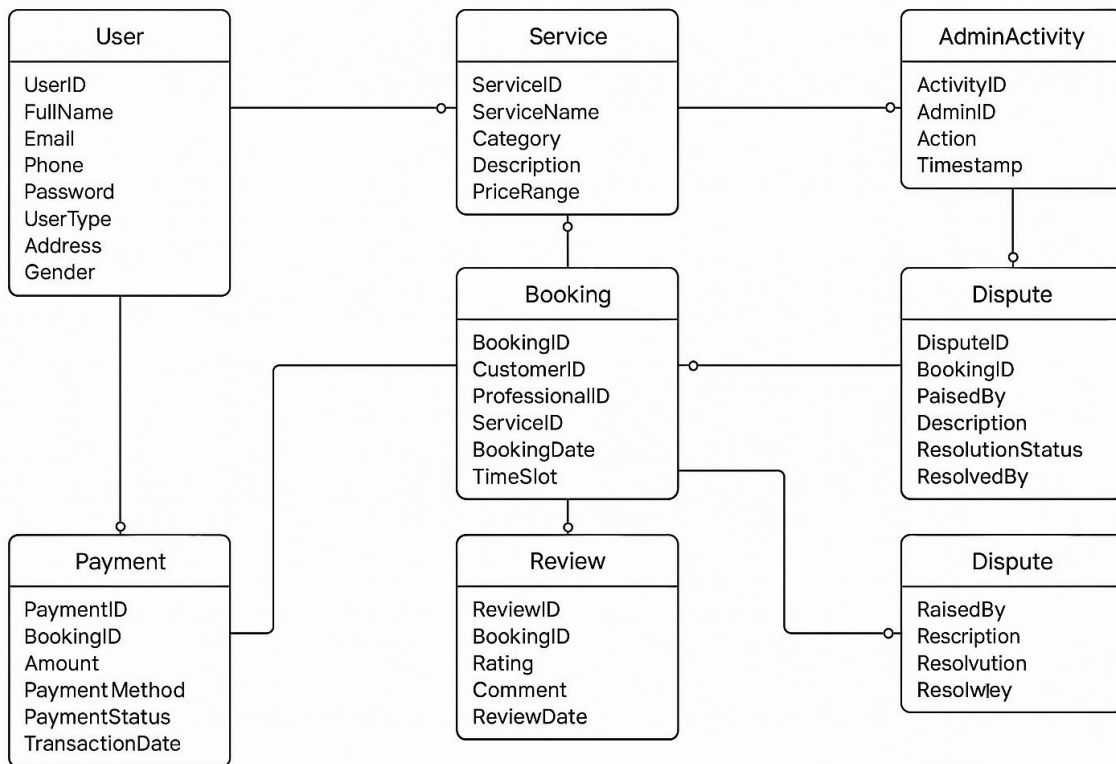 User
UserID
FullName
Email
Phone
Password
UserType
Address
Gender
Service
ServiceID
ServiceName
Category
Description
PriceRange
AdminActivity
ActivityID
AdminID
Action
Timestamp
Booking
BookingID
CustomerID
ProfessionalID
ServiceID
BookingDate
TimeSlot
Dispute
DisputeID
BookingID
PaisedBy
Description
ResolutionStatus
ResolvedBy
Payment
PaymentID
BookingID
Amount
PaymentMethod
PaymentStatus
TransactionDate
Review
ReviewID
BookingID
Rating
Comment
ReviewDate
Dispute
RaisedBy
Rescription
Resolvution